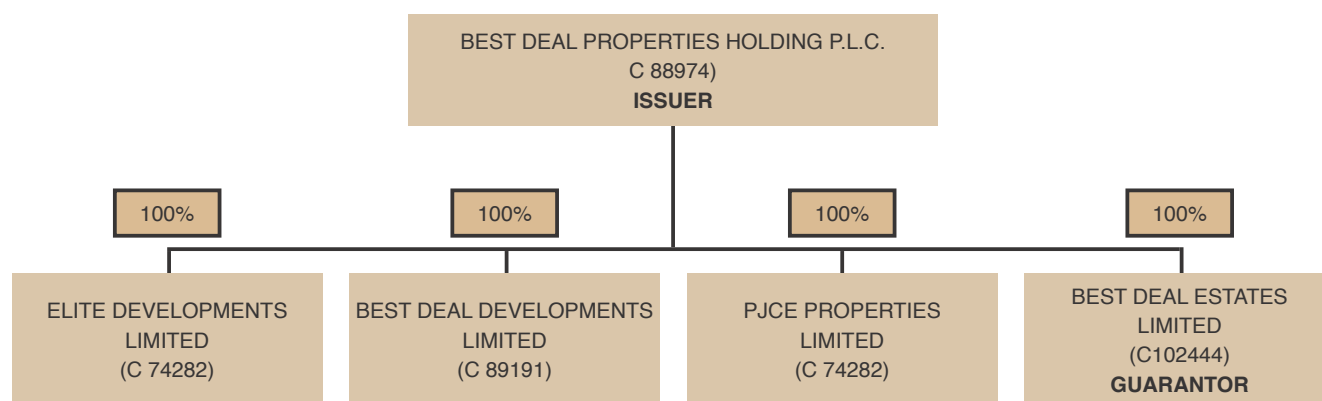 BEST DEAL PROPERTIES HOLDING P.L.C.
C 88974)
ISSUER
100%
100%
100%
100%
ELITE DEVELOPMENTS
LIMITED
(C 74282)
BEST DEAL DEVELOPMENTS
LIMITED
(C 89191)
PJCE PROPERTIES
LIMITED
(C 74282)
BEST DEAL ESTATES
LIMITED
(C102444)
GUARANTOR